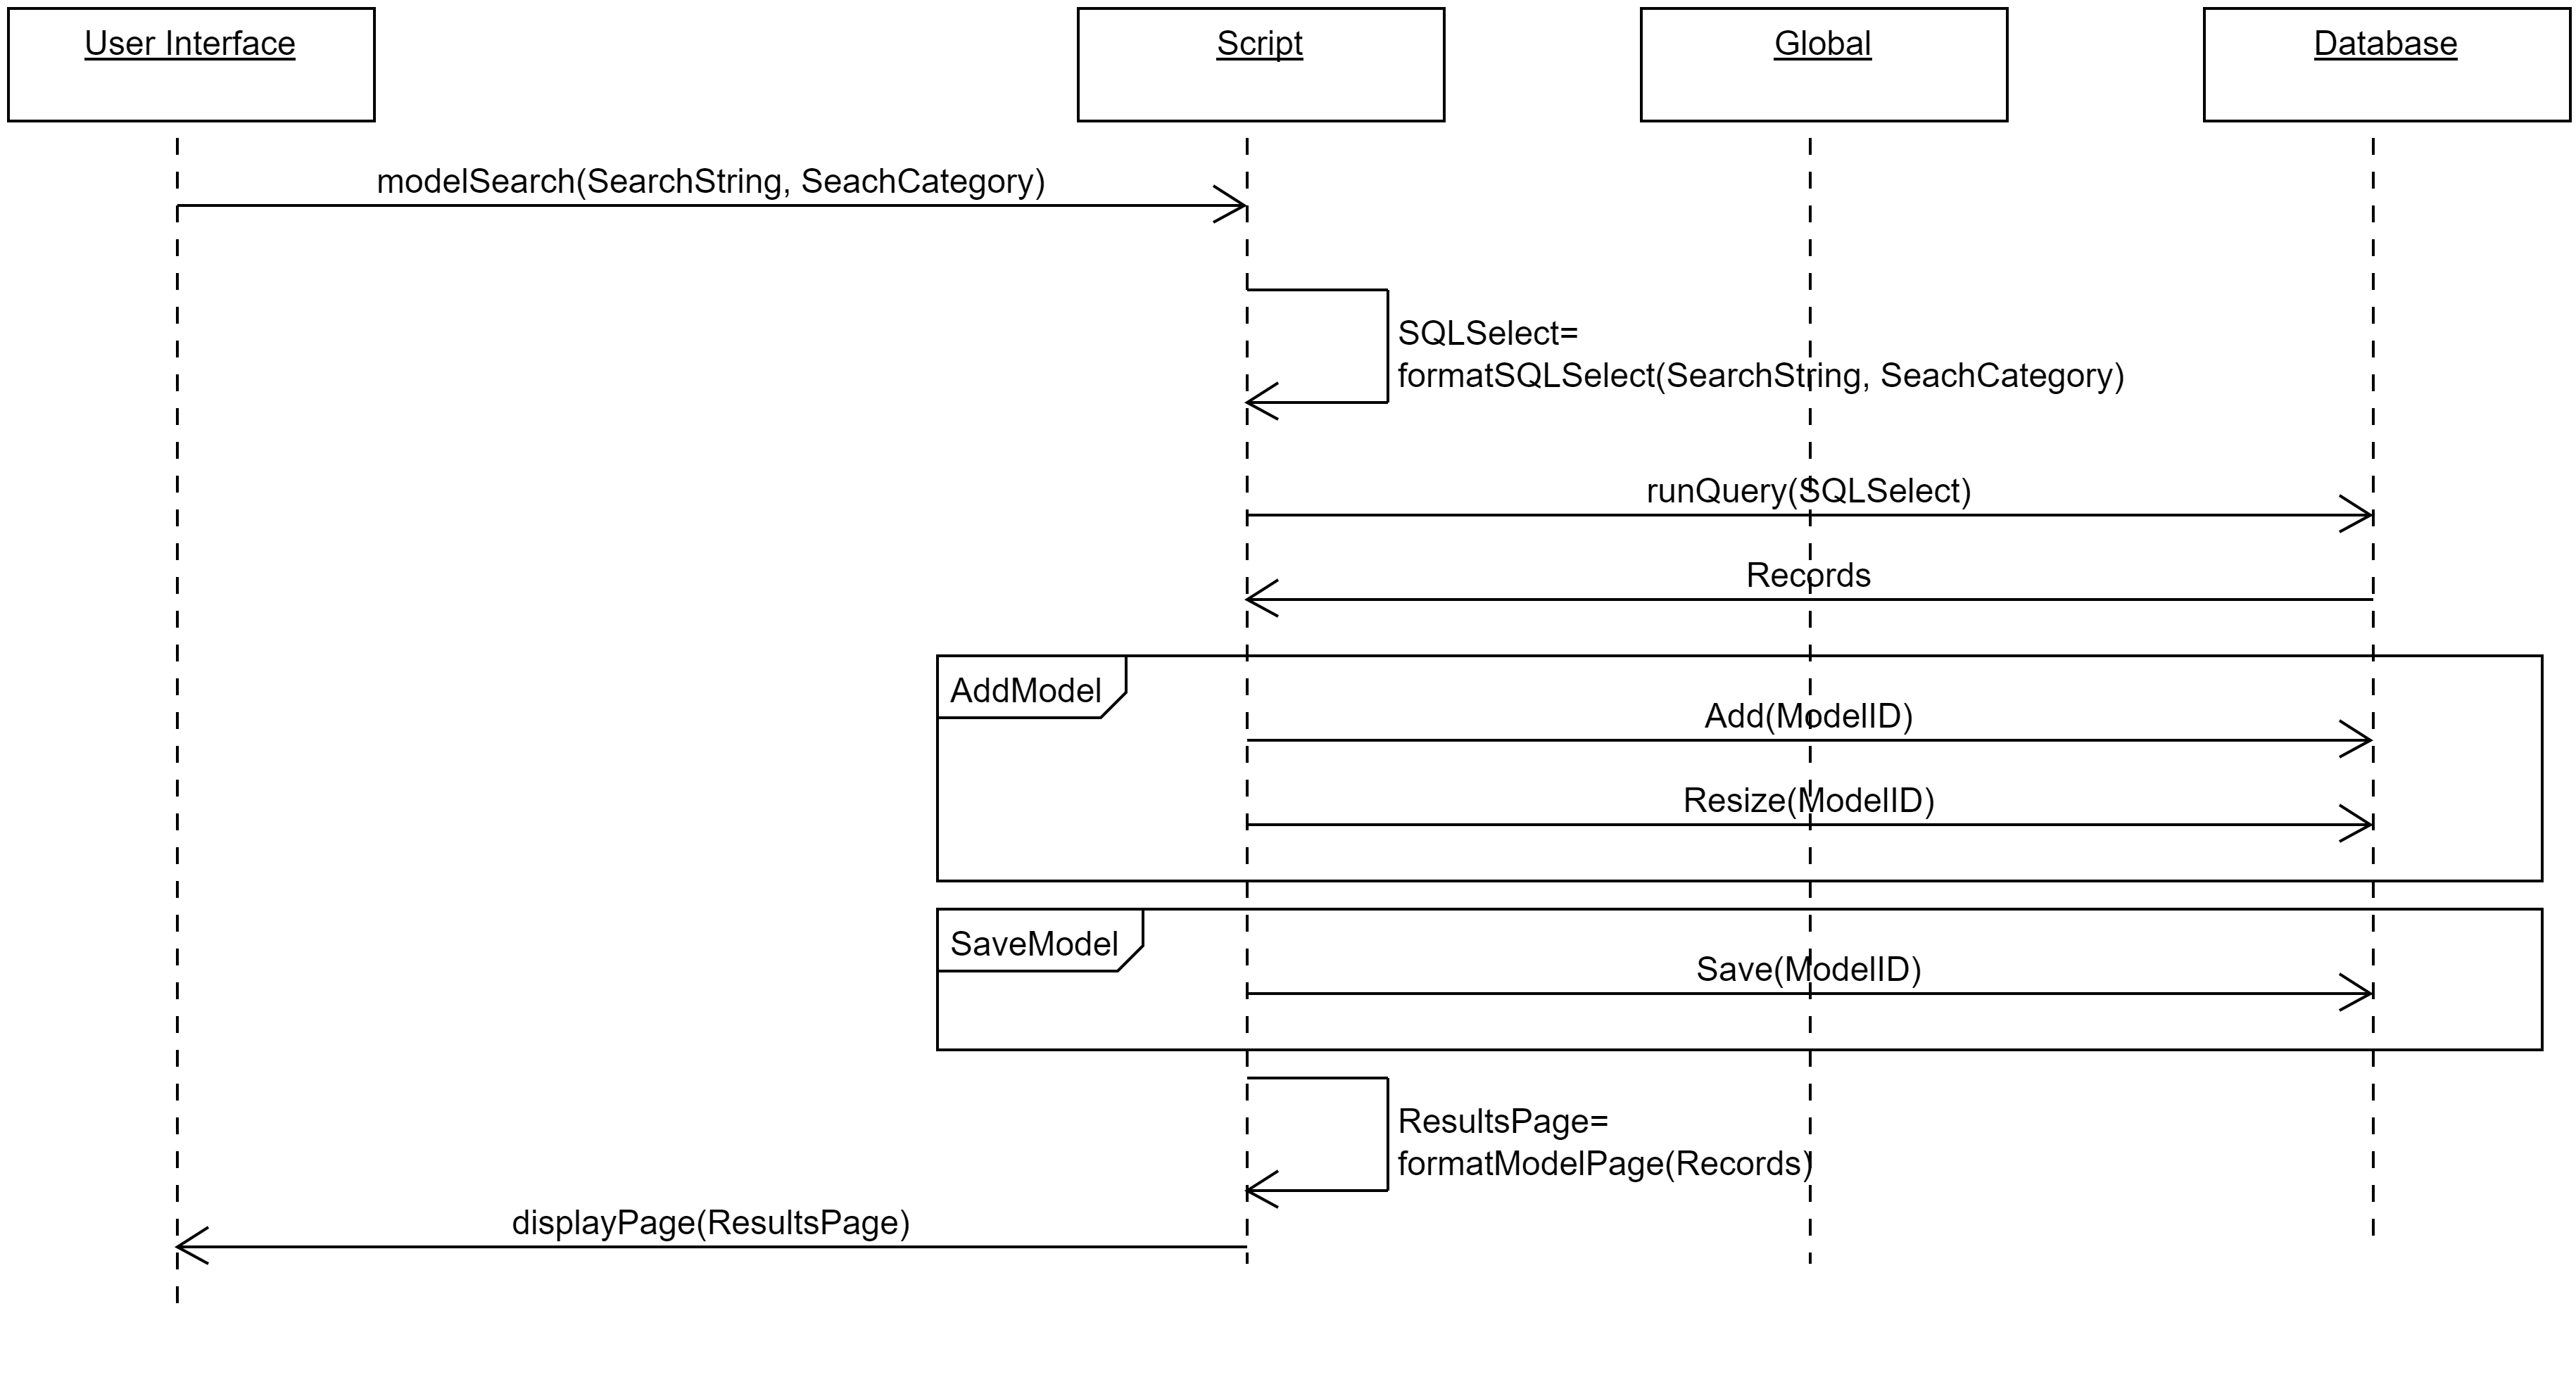 User Interface
Script
Global
Database
modelSearch(SearchString, SeachCategory)
SQLSelect=
formatSQLSelect(SearchString, SeachCategory)
runQuery(SQLSelect)
Records
AddModel
Add(ModelID)
Resize(ModelID)
SaveModel
Save(ModelID)
ResultsPage=
formatModelPage(Records)
displayPage(ResultsPage)